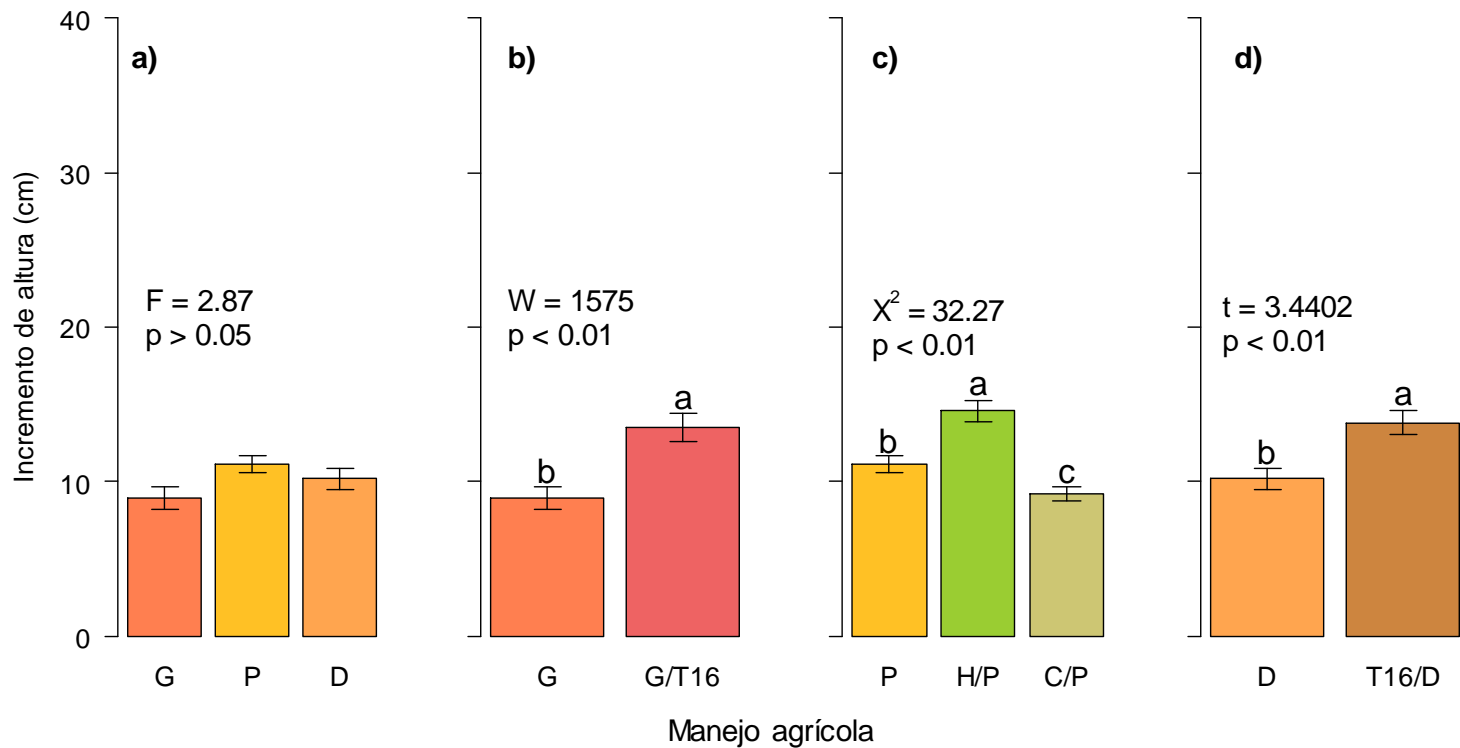 Incremento de altura (cm)
40
30
20
10
0
a)
F = 2.87
p > 0.05
G P D
b)
W = 1575
p < 0.01
b
a
G G/T16
c)
X² = 32.27
p < 0.01
b
a
c
P H/P C/P
d)
t = 3.4402
p < 0.01
b
a
D T16/D
Manejo agrícola